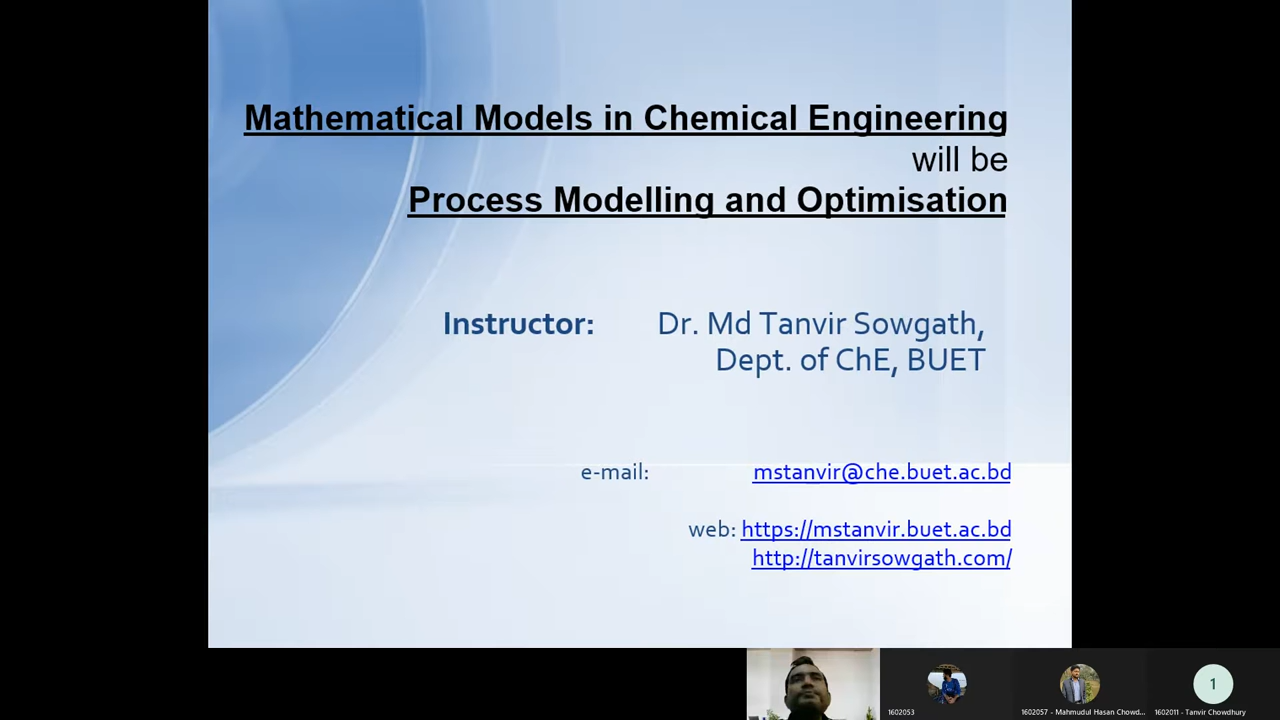 Mathematical Models in Chemical Engineering
will be
Process Modelling and Optimisation
Instructor: Dr. Md Tanvir Sowgath,
Dept. of ChE, BUET
e-mail: mstanvir@che.buet.ac.bd
web: https://mstanvir.buet.ac.bd
http://tanvirsowgath.com/
1
1602053
1602057 - Mahmudul Hasan Chowd...
1602011 - Tanvir Chowdhury